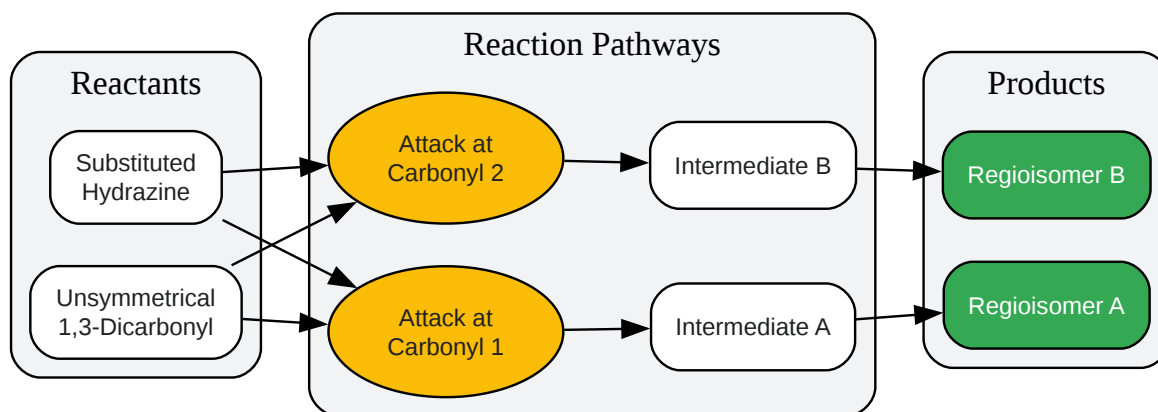 Reactants
Substituted
Hydrazine
Unsymmetrical
1,3-Dicarbonyl
Reaction Pathways
Attack at
Carbonyl 2
Intermediate B
Attack at
Carbonyl 1
Intermediate A
Products
Regioisomer B
Regioisomer A